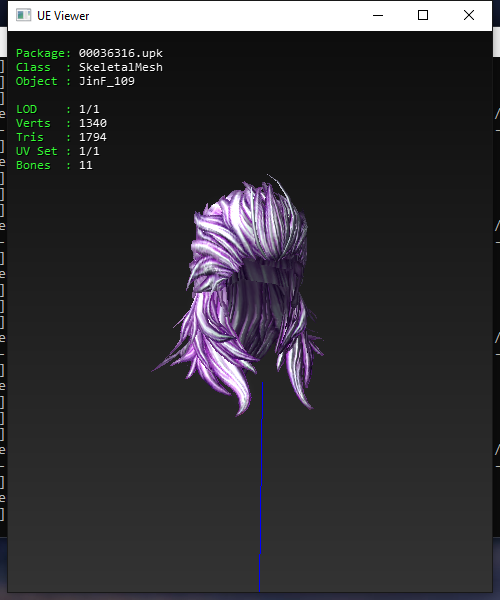 UE Viewer
Package: 00036316.upk
Class : SkeletalMesh
Object : JinF_109
LOD : 1/1
Verts : 1340
Tris : 1794
UV Set : 1/1
Bones : 11